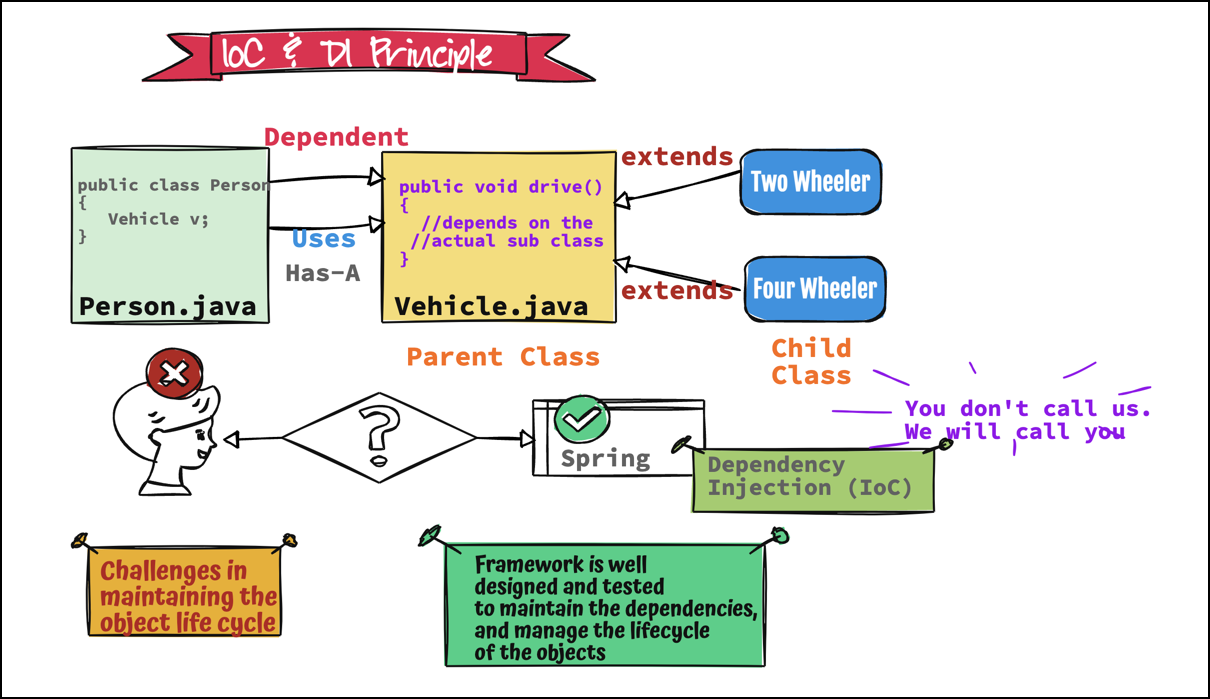 IoC & DI Principle
Dependent
public class Person
{
Vehicle v;
}
Person.java
Uses
Has-A
public void drive()
{
//depends on the
//actual sub class
}
Vehicle.java
extends
Two Wheeler
extends
Four Wheeler
Parent Class
Child
Class
?
Spring
You don't call us.
We will call you
Dependency
Injection (IoC)
Challenges in
maintaining the
object life cycle
Framework is well
designed and tested
to maintain the dependencies,
and manage the lifecycle
of the objects